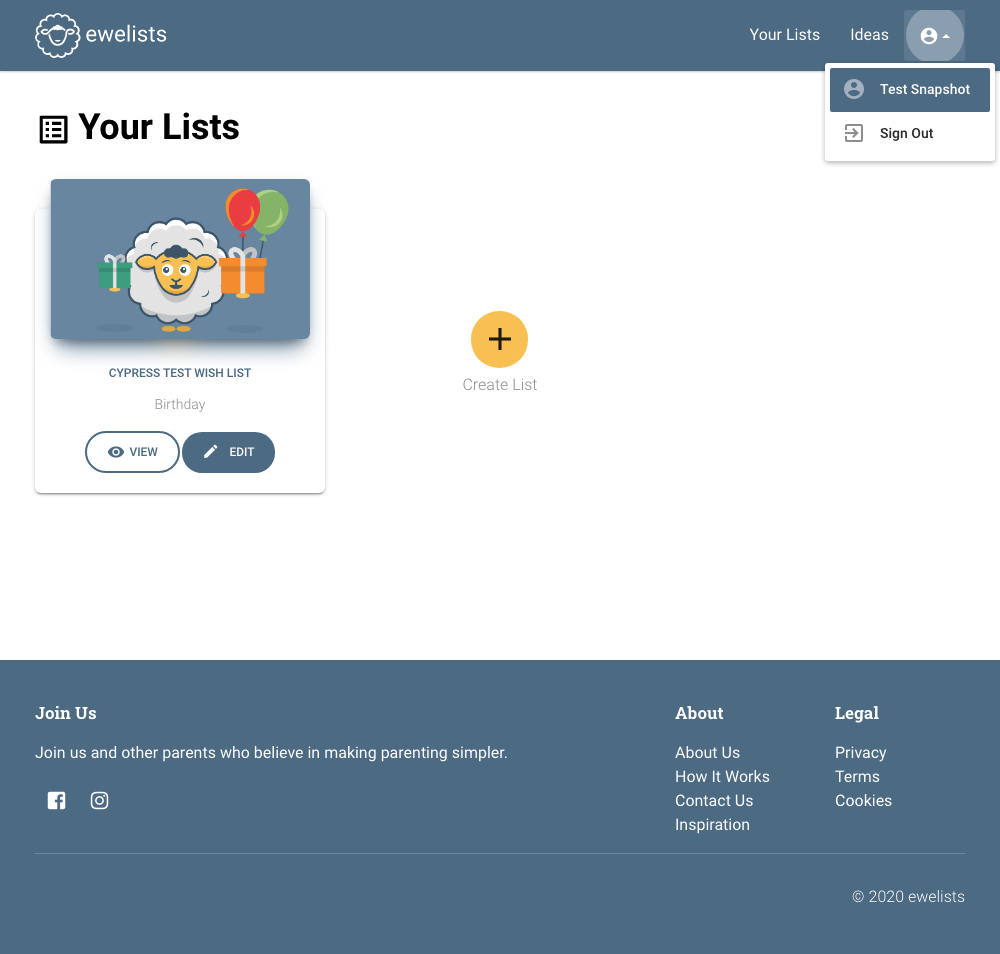 ewelists
Your Lists
Ideas
Test Snapshot
Sign Out
Your Lists
CYPRESS TEST WISH LIST
Birthday
VIEW
EDIT
Create List
Join Us
Join us and other parents who believe in making parenting simpler.
About
About Us
How It Works
Contact Us
Inspiration
Legal
Privacy
Terms
Cookies
© 2020 ewelists